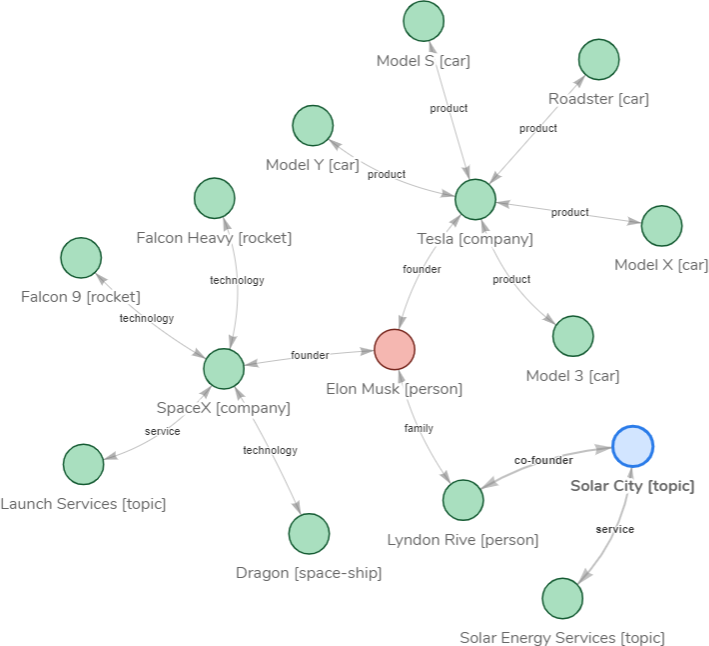 Model S [car]
Roadster [car]
product
product
Model Y [car]
product
product
Tesla [company]
Falcon Heavy [rocket]
Model X [car]
founder
product
technology
Falcon 9 [rocket]
technology
founder
Elon Musk [person]
Model 3 [car]
SpaceX [company]
family
service
technology
co-founder
Solar City [topic]
Launch Services [topic]
service
Lyndon Rive [person]
Dragon [space-ship]
Solar Energy Services [topic]